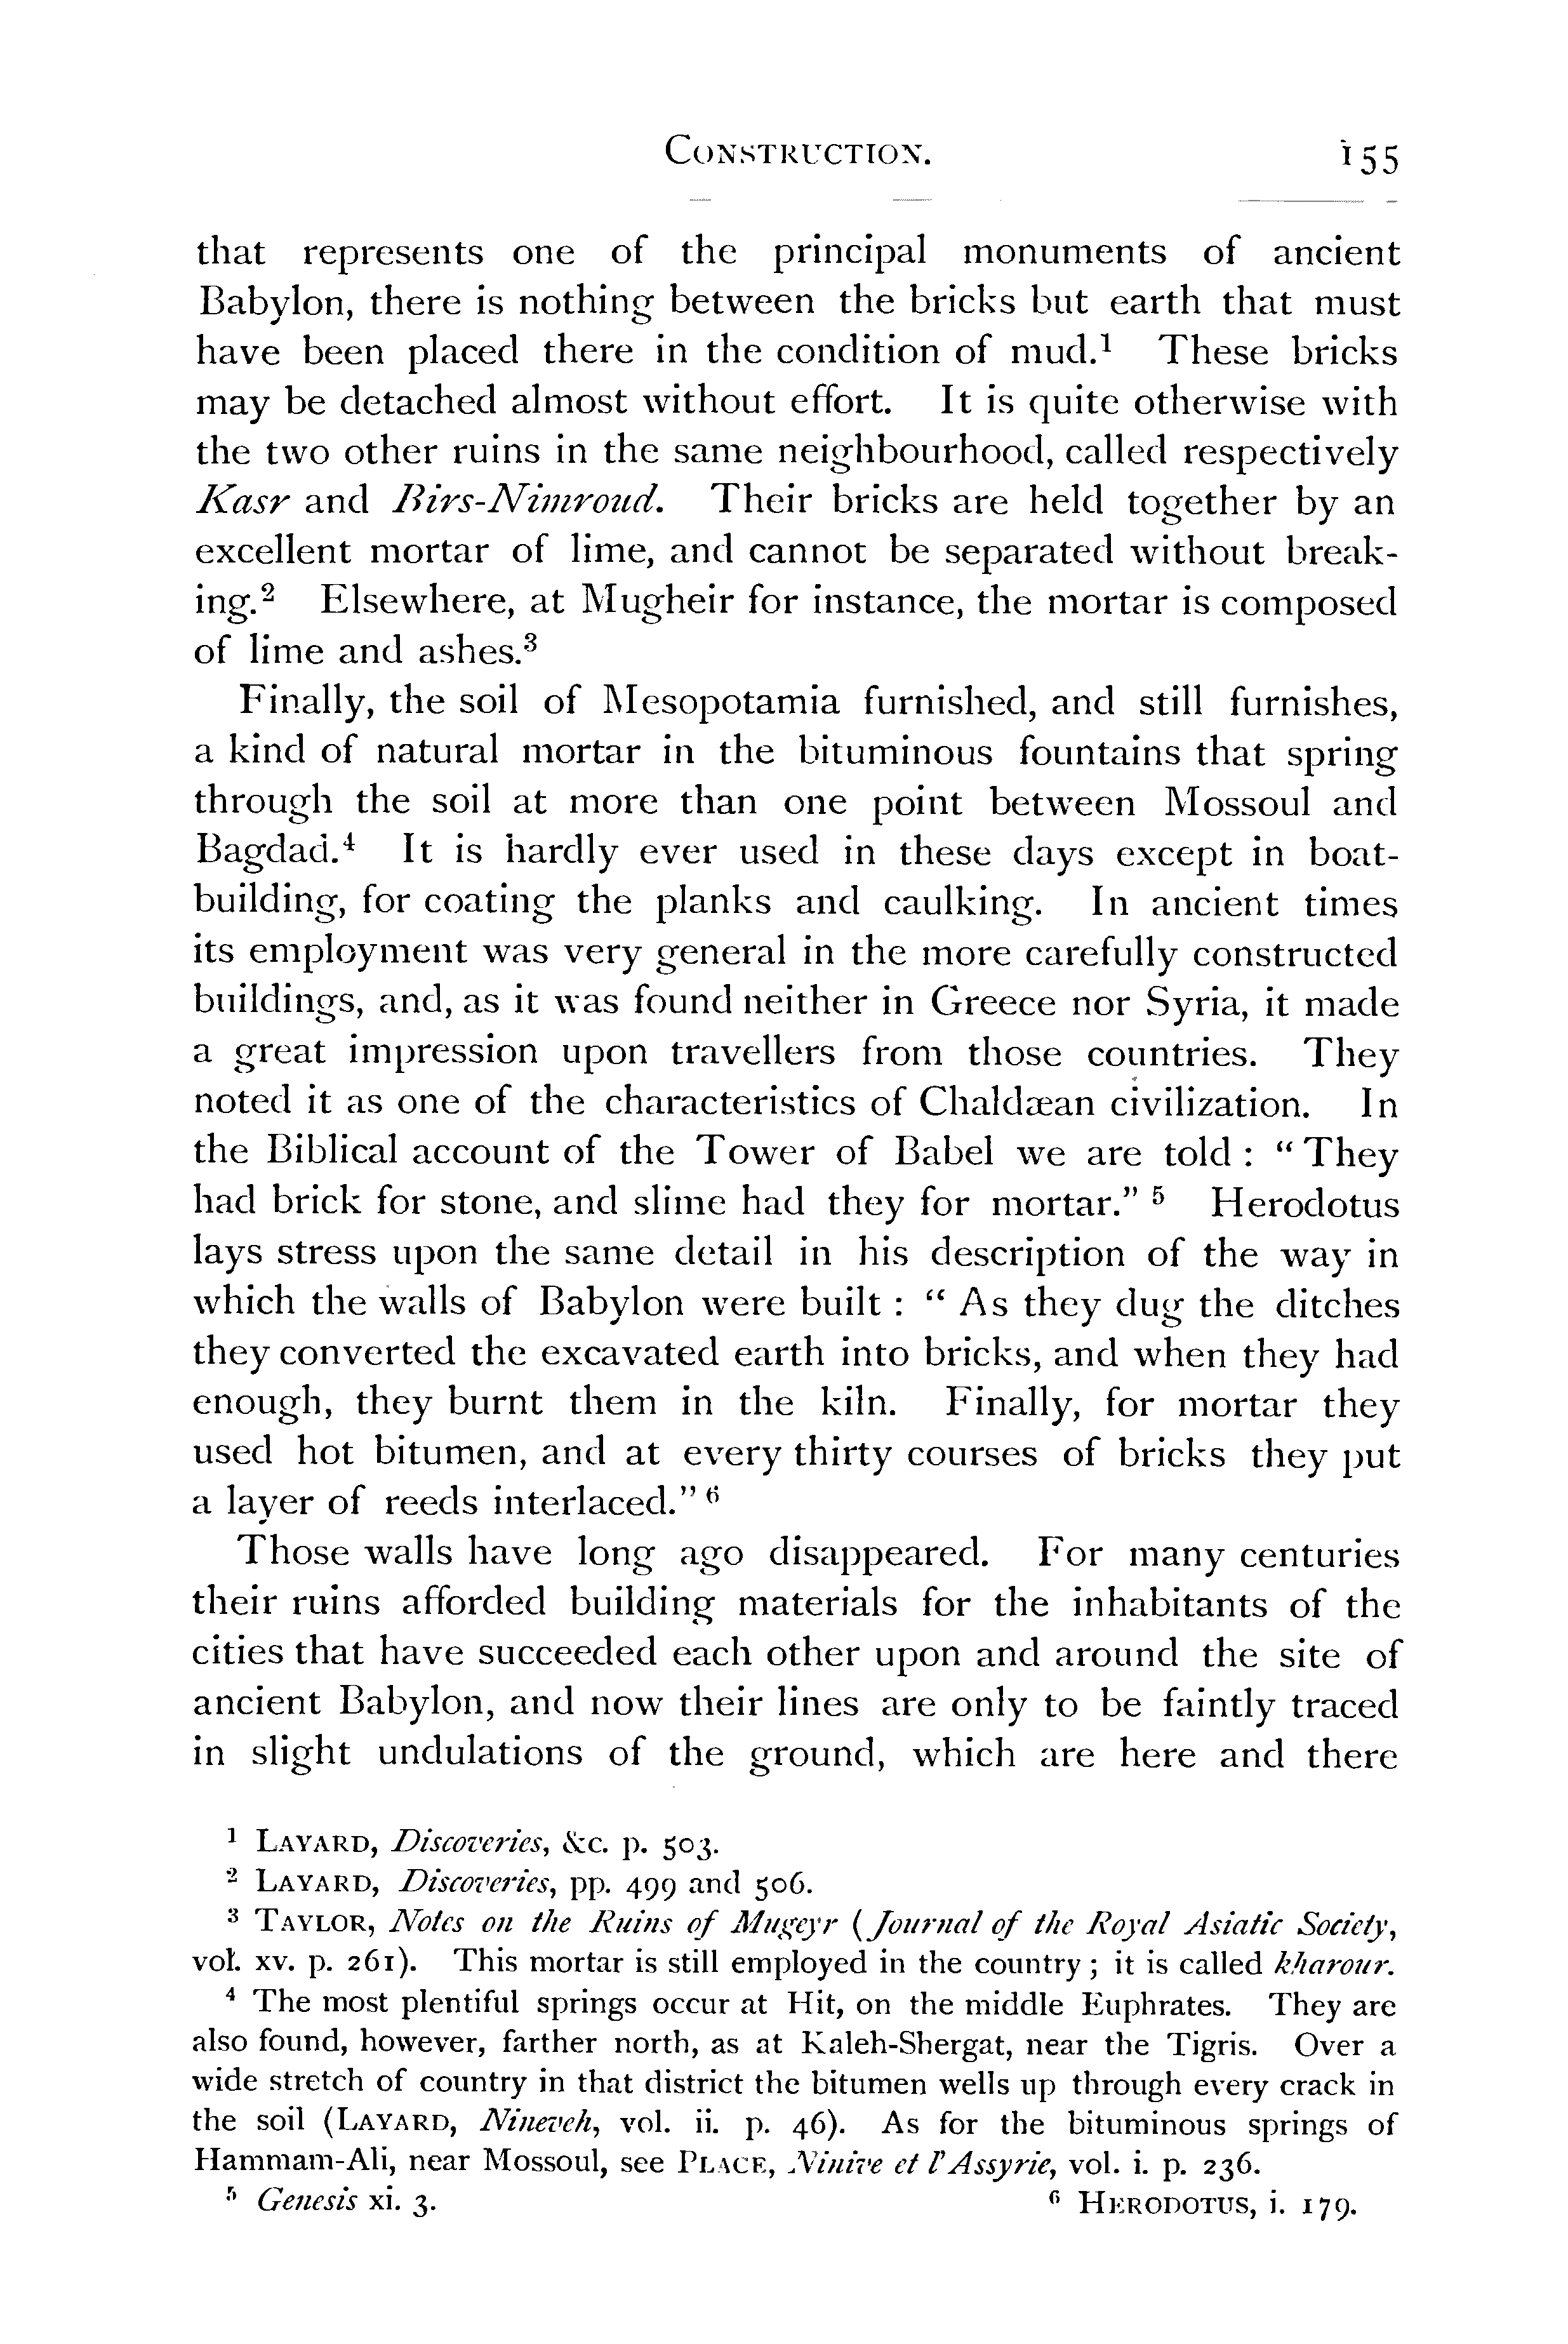 CONSTRUCTION. 155
that represents one of the principal monuments of ancient
Babylon, there is nothing between the bricks but earth that must
have been placed there in the condition of mud.¹ These bricks
may be detached almost without effort. It is quite otherwise with
the two other ruins in the same neighbourhood, called respectively
Kasr and Birs-Nimroud. Their bricks are held together by an
excellent mortar of lime, and cannot be separated without break-
ing.² Elsewhere, at Mugheir for instance, the mortar is composed
of lime and ashes.³
Finally, the soil of Mesopotamia furnished, and still furnishes,
a kind of natural mortar in the bituminous fountains that spring
through the soil at more than one point between Mossoul and
Bagdad.⁴ It is hardly ever used in these days except in boat-
building, for coating the planks and caulking. In ancient times
its employment was very general in the more carefully constructed
buildings, and, as it was found neither in Greece nor Syria, it made
a great impression upon travellers from those countries. They
noted it as one of the characteristics of Chaldæan civilization. In
the Biblical account of the Tower of Babel we are told : “ They
had brick for stone, and slime had they for mortar.” ⁵ Herodotus
lays stress upon the same detail in his description of the way in
which the walls of Babylon were built : “ As they dug the ditches
they converted the excavated earth into bricks, and when they had
enough, they burnt them in the kiln. Finally, for mortar they
used hot bitumen, and at every thirty courses of bricks they put
a layer of reeds interlaced.” ⁶
Those walls have long ago disappeared. For many centuries
their ruins afforded building materials for the inhabitants of the
cities that have succeeded each other upon and around the site of
ancient Babylon, and now their lines are only to be faintly traced
in slight undulations of the ground, which are here and there
¹ LAYARD, Discoveries, &c. p. 503.
² LAYARD, Discoveries, pp. 499 and 506.
³ TAYLOR, Notes on the Ruins of Mugeyr (Journal of the Royal Asiatic Society,
vol. xv. p. 261). This mortar is still employed in the country ; it is called kharour.
⁴ The most plentiful springs occur at Hit, on the middle Euphrates. They are
also found, however, farther north, as at Kaleh-Shergat, near the Tigris. Over a
wide stretch of country in that district the bitumen wells up through every crack in
the soil (LAYARD, Nineveh, vol. ii. p. 46). As for the bituminous springs of
Hammam-Ali, near Mossoul, see PLACE, Ninive et l'Assyrie, vol. i. p. 236.
⁵ Genesis xi. 3. ⁶ HERODOTUS, i. 179.